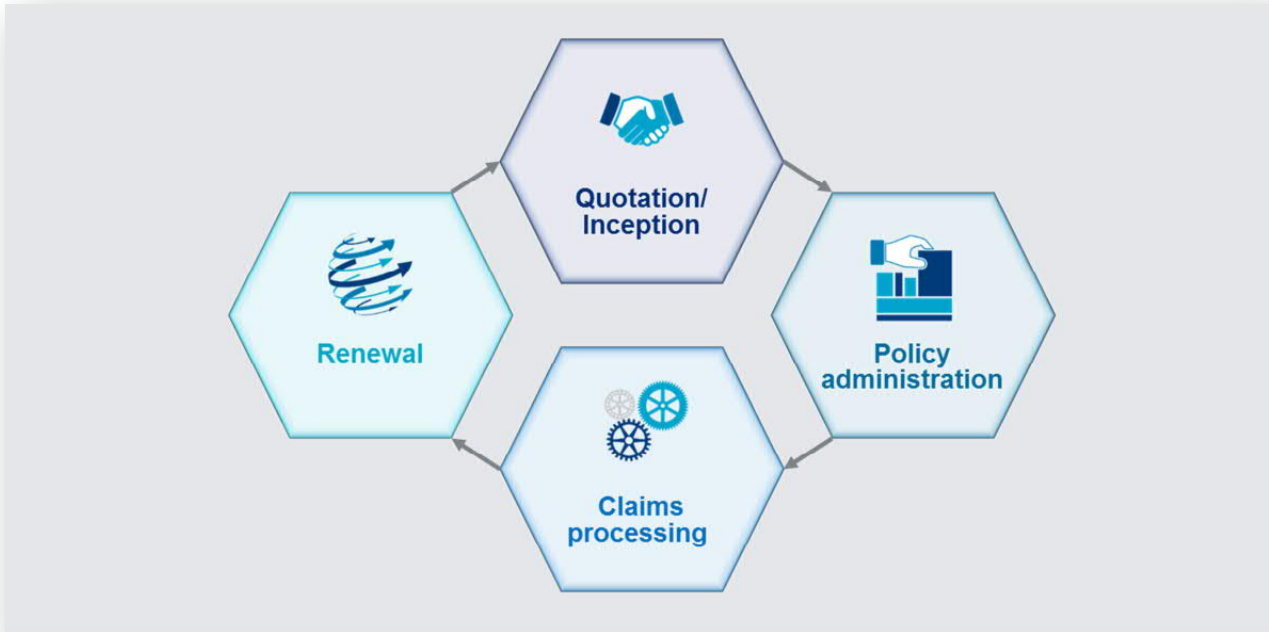 Quotation/
Inception
Policy
administration
Claims
processing
Renewal